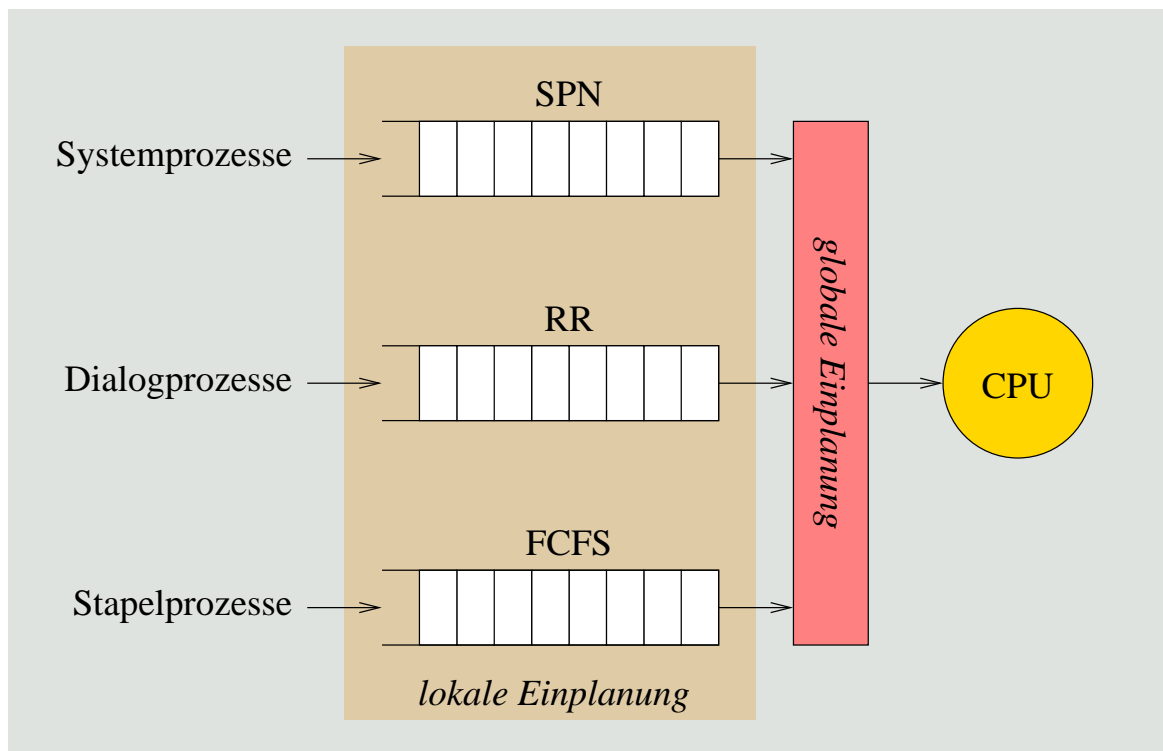 SPN
Systemprozesse
RR
Dialogprozesse
globale Einplanung
CPU
FCFS
Stapelprozesse
lokale Einplanung